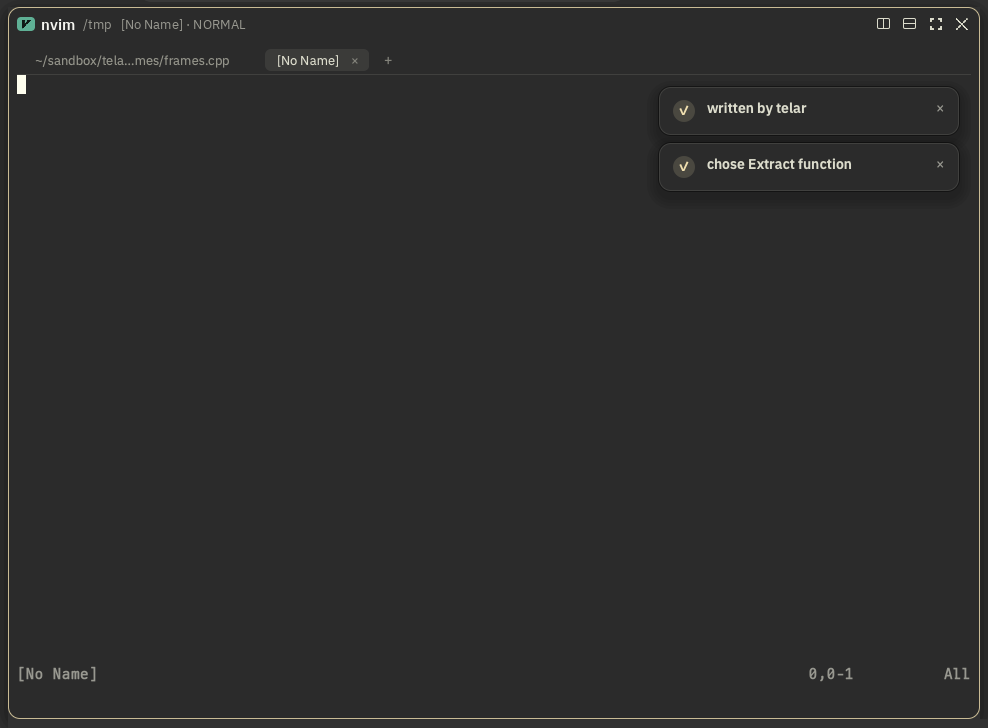 nvim /tmp [No Name] · NORMAL
~/sandbox/tela...mes/frames.cpp [No Name] × +
written by telar ×
chose Extract function ×
[No Name] 0,0-1 All